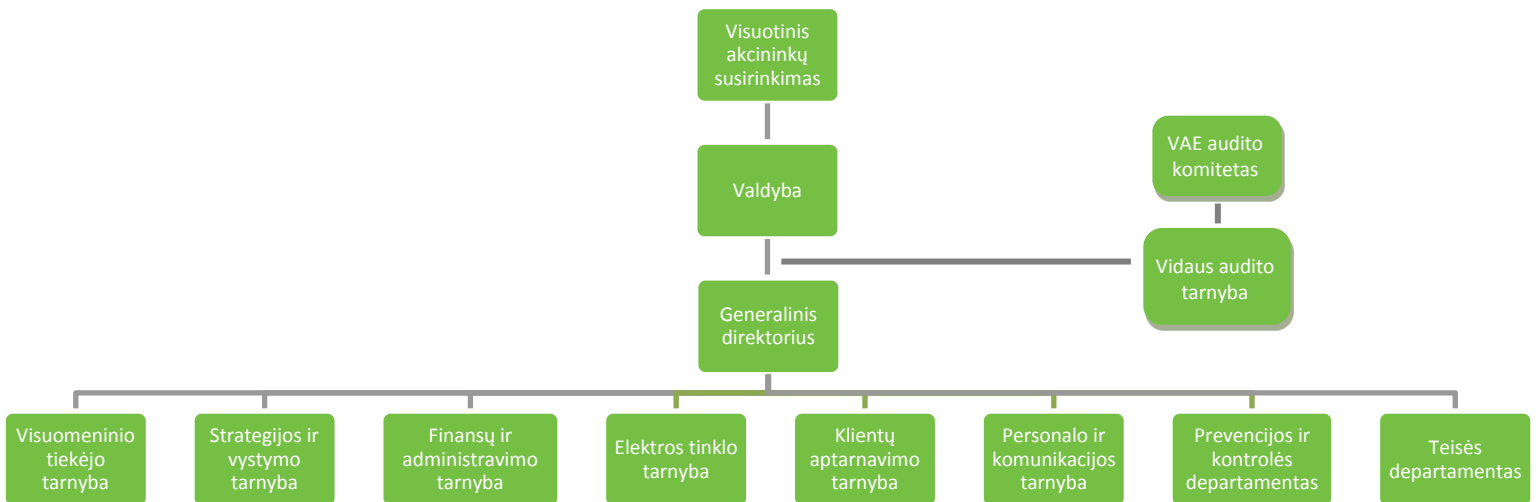 Visuotinis
akcininkų
susirinkimas
VAE audito
komitetas
Valdyba
Vidaus audito
tarnyba
Generalinis
direktorius
Visuomeninio
tiekėjo
tarnyba
Strategijos ir
vystymo
tarnyba
Finansų ir
administravimo
tarnyba
Elektros tinklo
tarnyba
Klientų
aptarnavimo
tarnyba
Personalo ir
komunikacijos
tarnyba
Prevencijos ir
kontrolės
departamentas
Teisės
departamentas